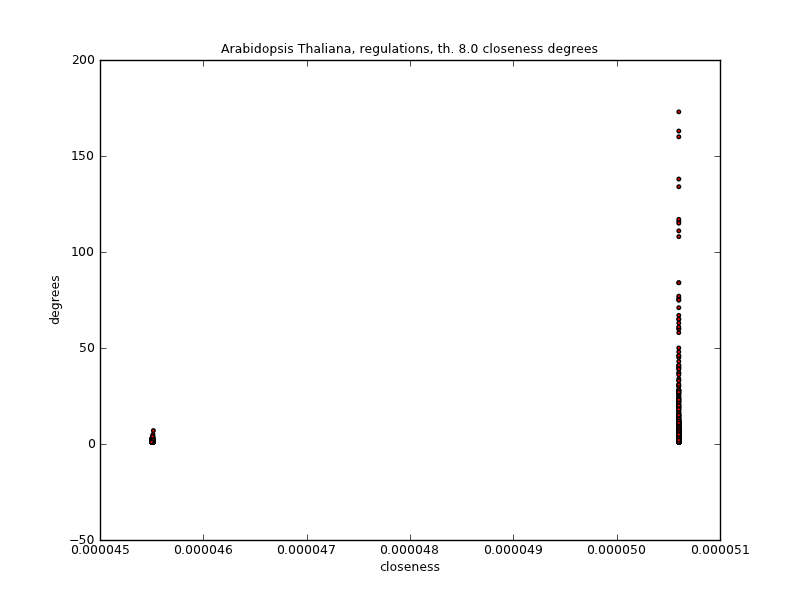 Arabidopsis Thaliana, regulations, th. 8.0 closeness degrees
200
150
100
50
0
−50
degrees
0.000045 0.000046 0.000047 0.000048 0.000049 0.000050 0.000051
closeness